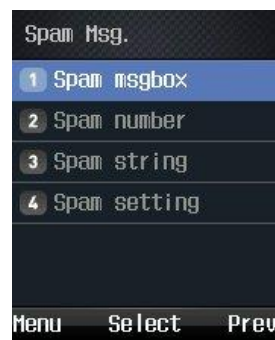 Spam Msg.
1 Spam msgbox
2 Spam number
3 Spam string
4 Spam setting
Menu Select Prev